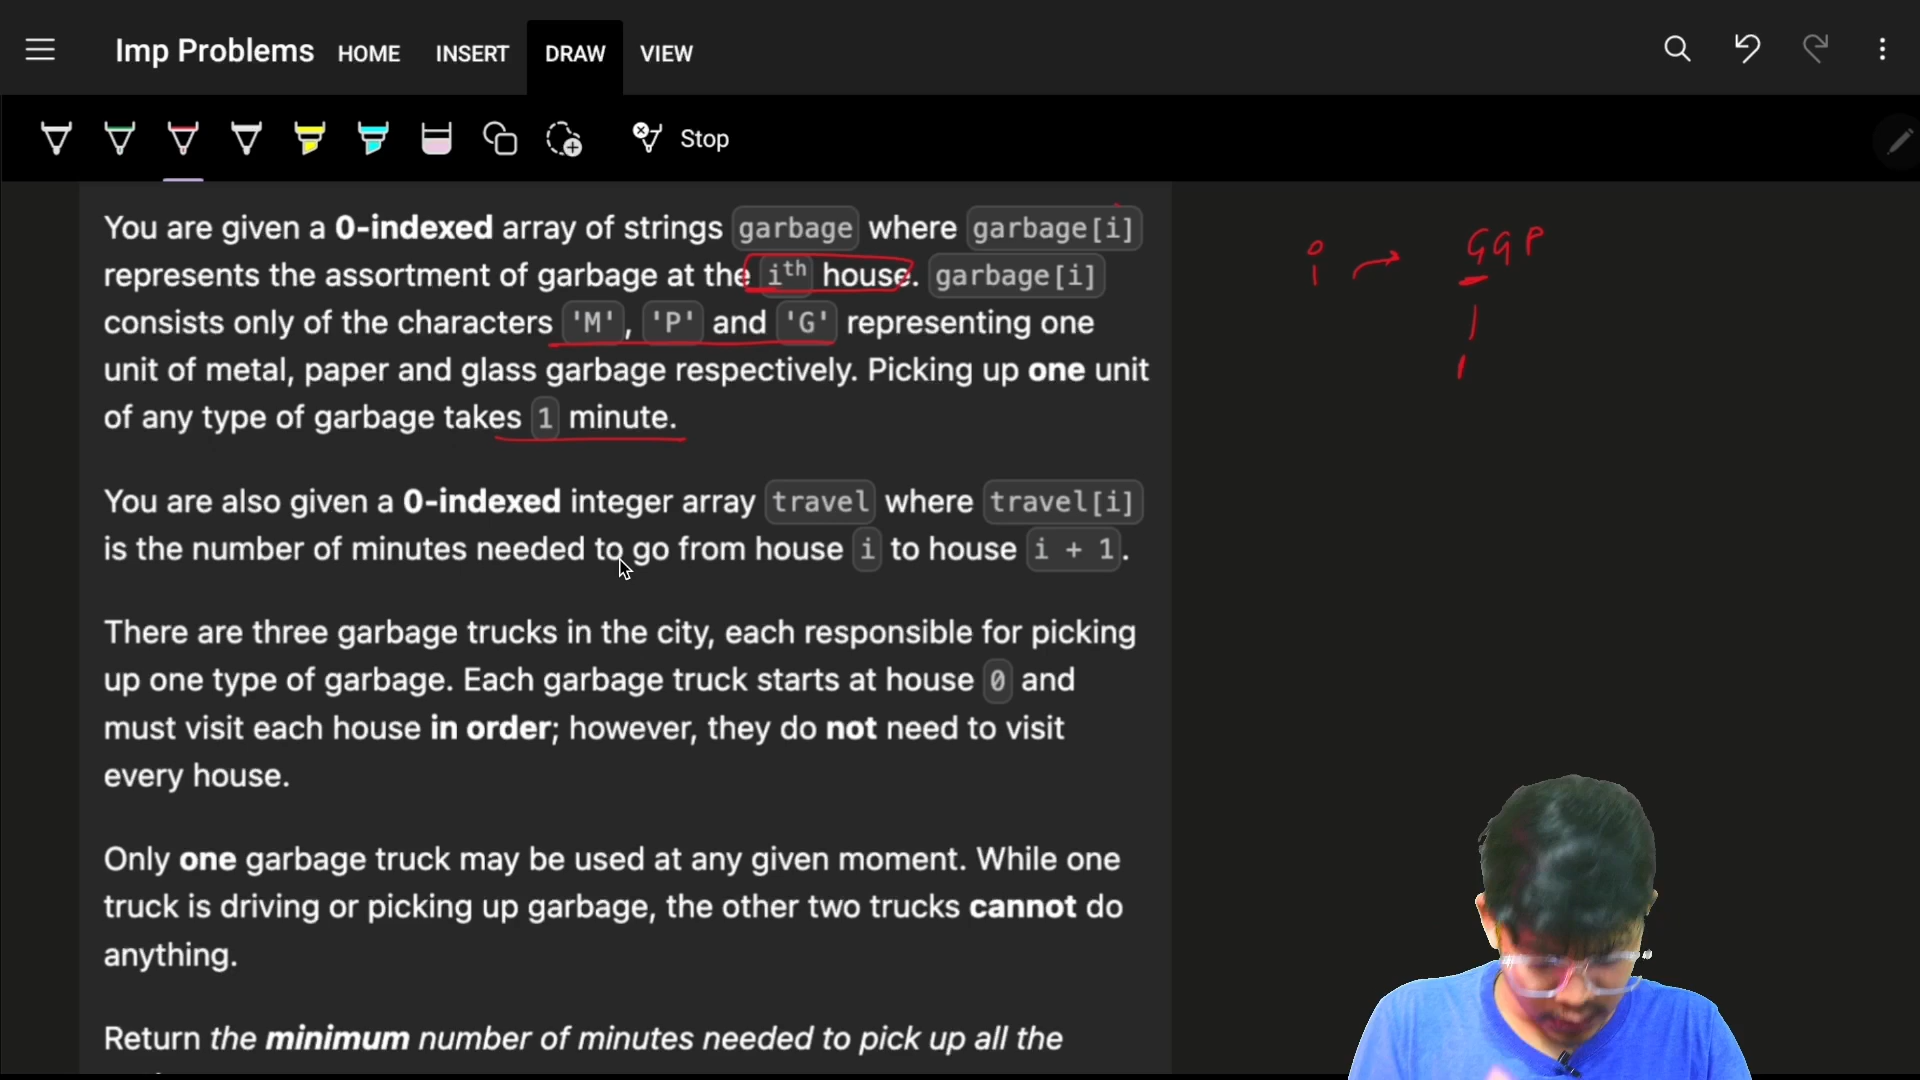 Imp Problems HOME INSERT DRAW VIEW
Stop
You are given a 0-indexed array of strings garbage where garbage[i]
represents the assortment of garbage at the ith house. garbage[i]
consists only of the characters 'M', 'P' and 'G' representing one
unit of metal, paper and glass garbage respectively. Picking up one unit
of any type of garbage takes 1 minute.
You are also given a 0-indexed integer array travel where travel[i]
is the number of minutes needed to go from house i to house i + 1.
There are three garbage trucks in the city, each responsible for picking
up one type of garbage. Each garbage truck starts at house 0 and
must visit each house in order; however, they do not need to visit
every house.
Only one garbage truck may be used at any given moment. While one
truck is driving or picking up garbage, the other two trucks cannot do
anything.
Return the minimum number of minutes needed to pick up all the
i → GGP
1
1